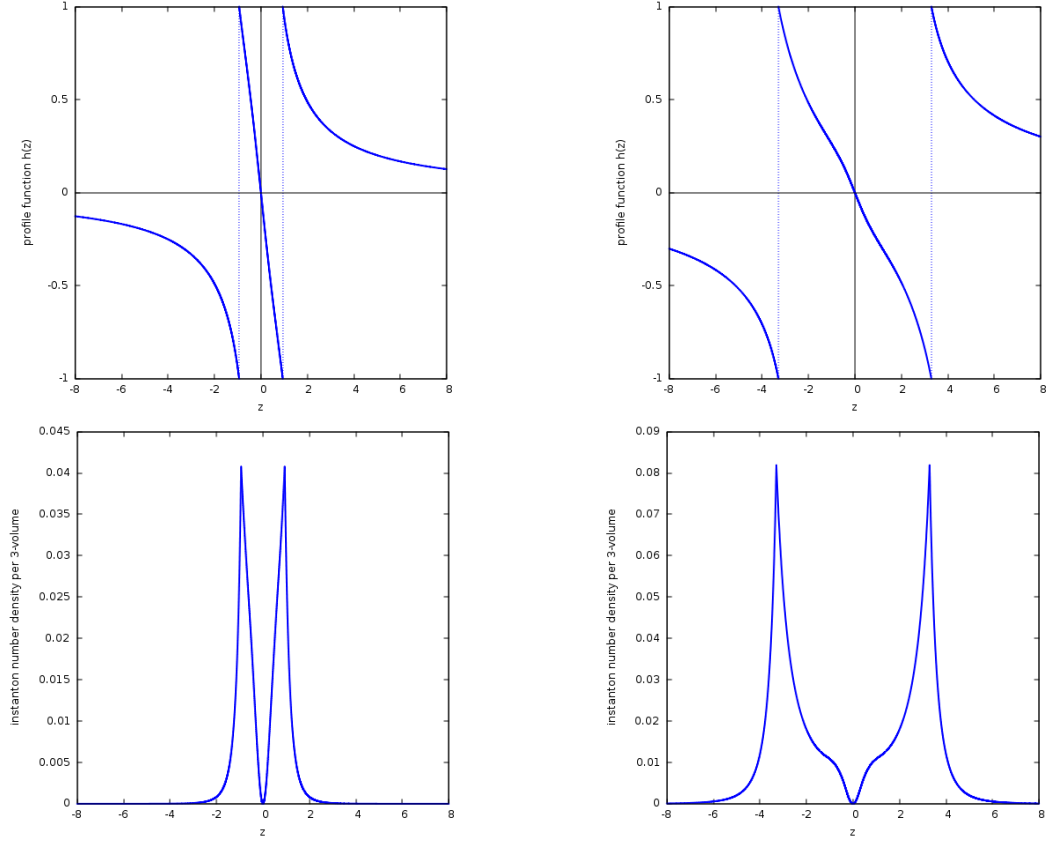 profile function h(z)
1
0.5
0
-0.5
-1
-8 -6 -4 -2 0 2 4 6 8
z
profile function h(z)
1
0.5
0
-0.5
-1
-8 -6 -4 -2 0 2 4 6 8
z
instanton number density per 3-volume
0.045
0.04
0.035
0.03
0.025
0.02
0.015
0.01
0.005
0
-8 -6 -4 -2 0 2 4 6 8
z
instanton number density per 3-volume
0.09
0.08
0.07
0.06
0.05
0.04
0.03
0.02
0.01
0
-8 -6 -4 -2 0 2 4 6 8
z